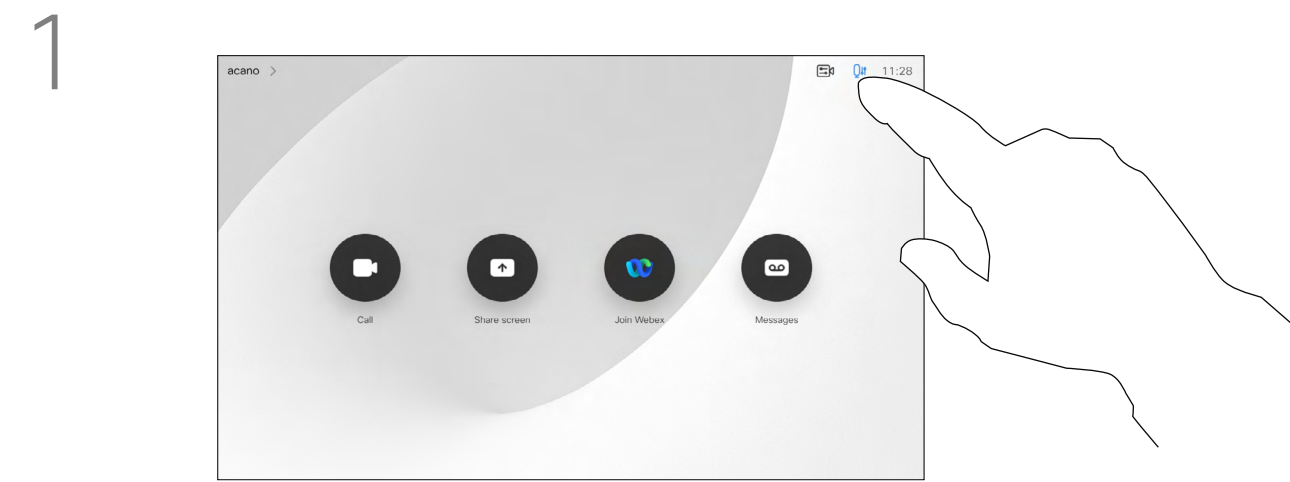 1
acano >
11:28
Call
Share screen
Join Webex
Messages